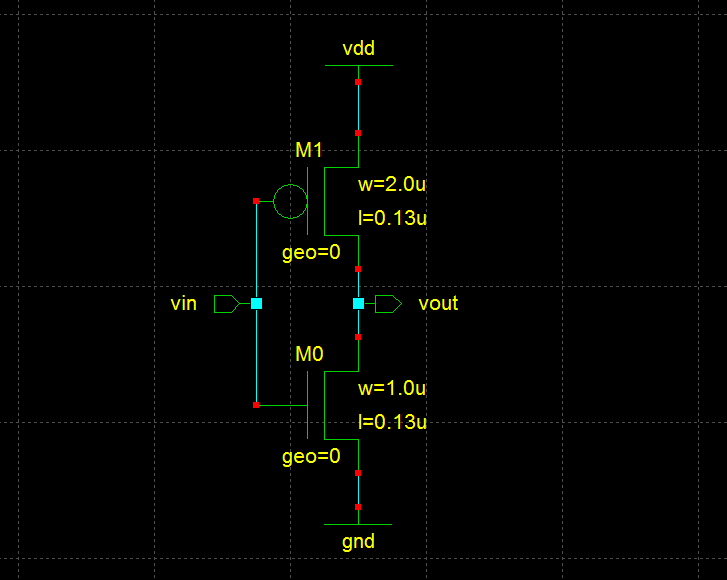 vdd
M1
w=2.0u
l=0.13u
geo=0
vin
vout
M0
w=1.0u
l=0.13u
geo=0
gnd